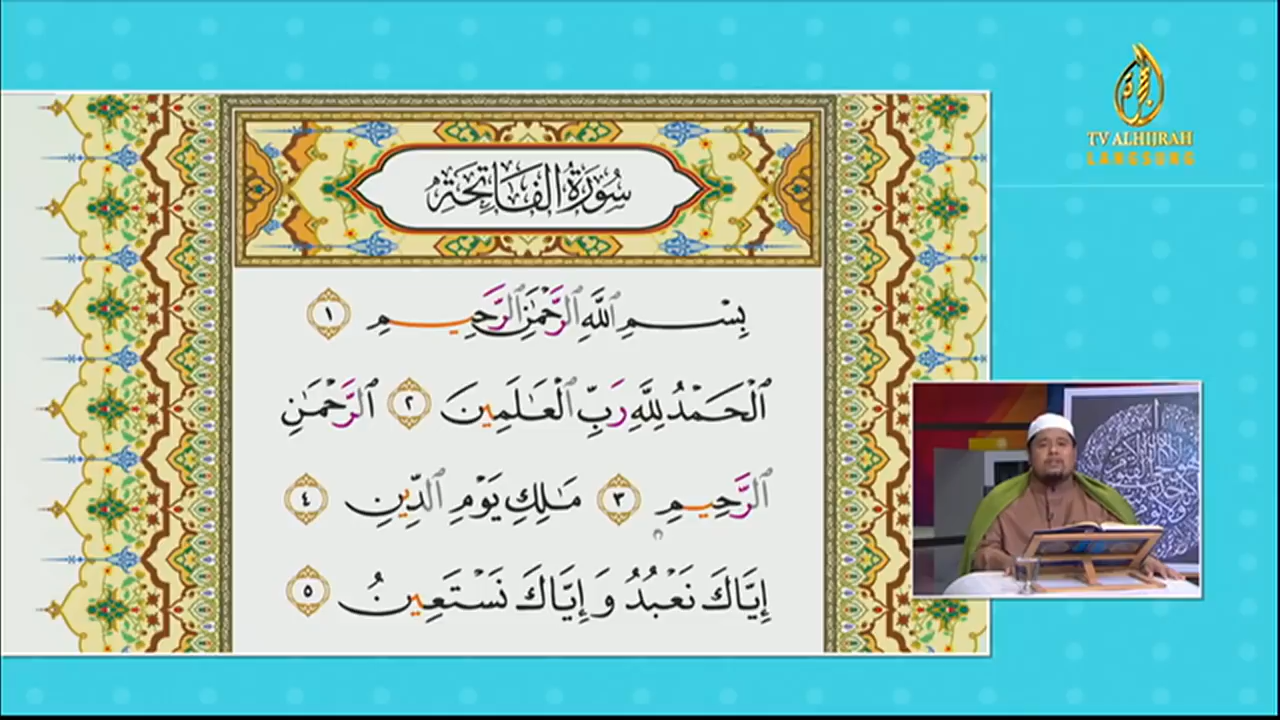 TV ALHIJRAH
LANGSUNG
سُورَةُ الفَاتِحَةِ
بِسْمِ ٱللَّهِ ٱلرَّحْمَٰنِ ٱلرَّحِيمِ ١
ٱلْحَمْدُ لِلَّهِ رَبِّ ٱلْعَـٰلَمِينَ ٢ ٱلرَّحْمَـٰنِ
ٱلرَّحِيمِ ٣ مَـٰلِكِ يَوْمِ ٱلدِّينِ ٤
إِيَّاكَ نَعْبُدُ وَإِيَّاكَ نَسْتَعِينُ ٥